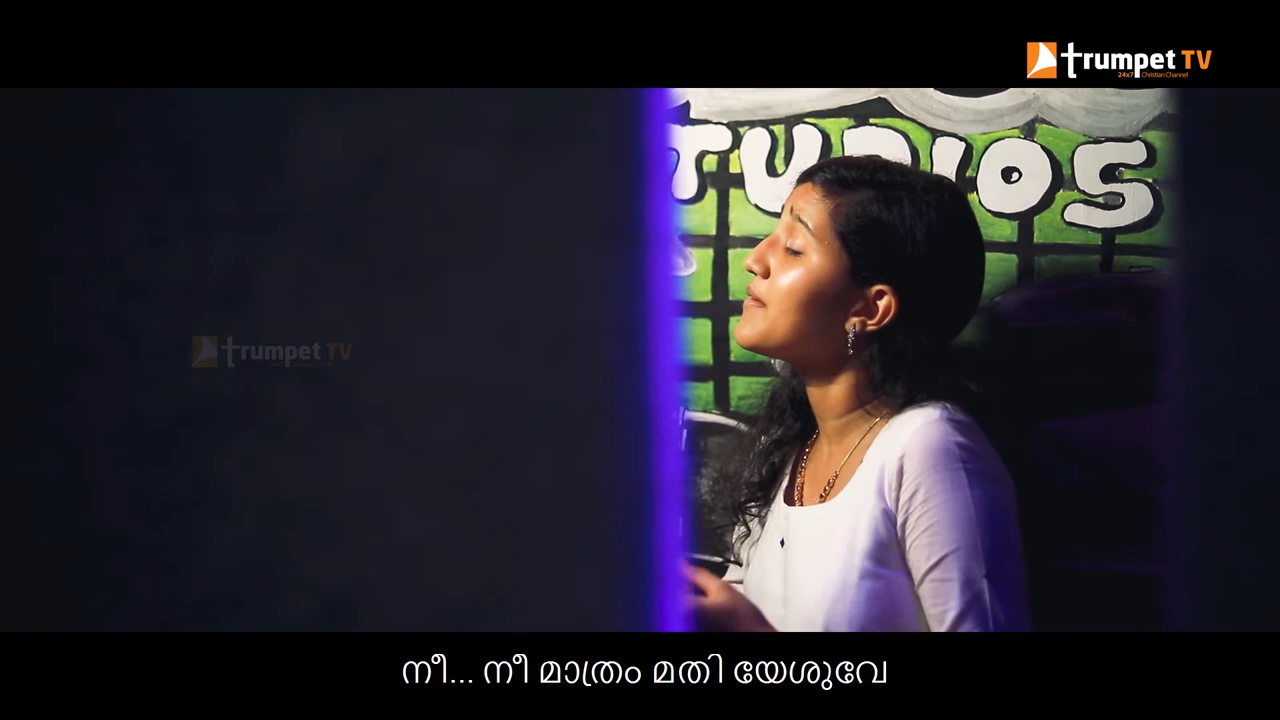 trumpet TV
24x7 Christian Channel
TUDIOS
trumpet TV
നീ... നീ മാത്രം മതി യേശുവേ